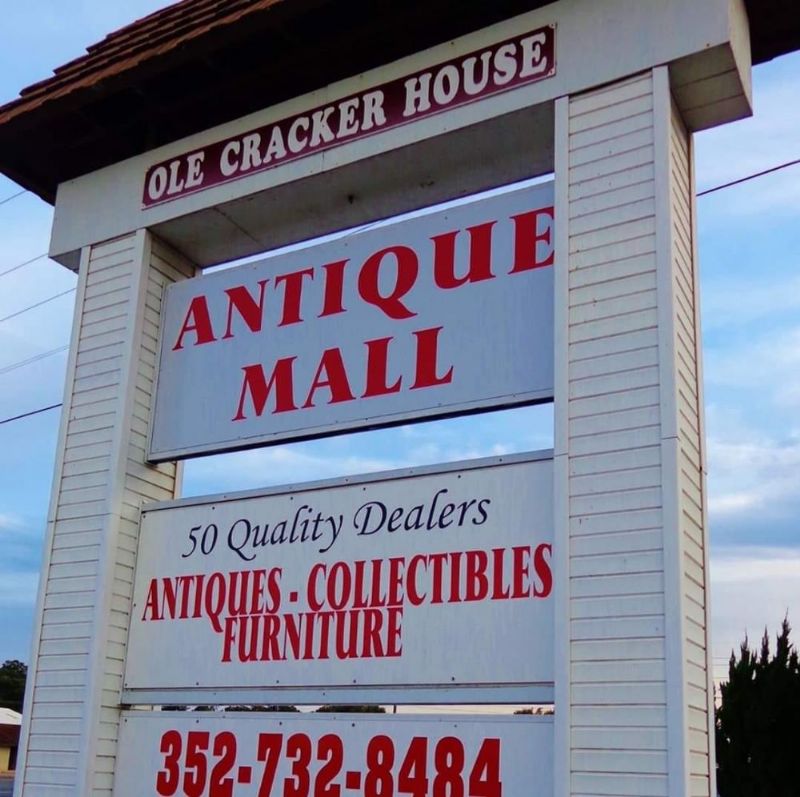 OLE CRACKER HOUSE
ANTIQUE
MALL
50 Quality Dealers
ANTIQUES - COLLECTIBLES
FURNITURE
352-732-8484